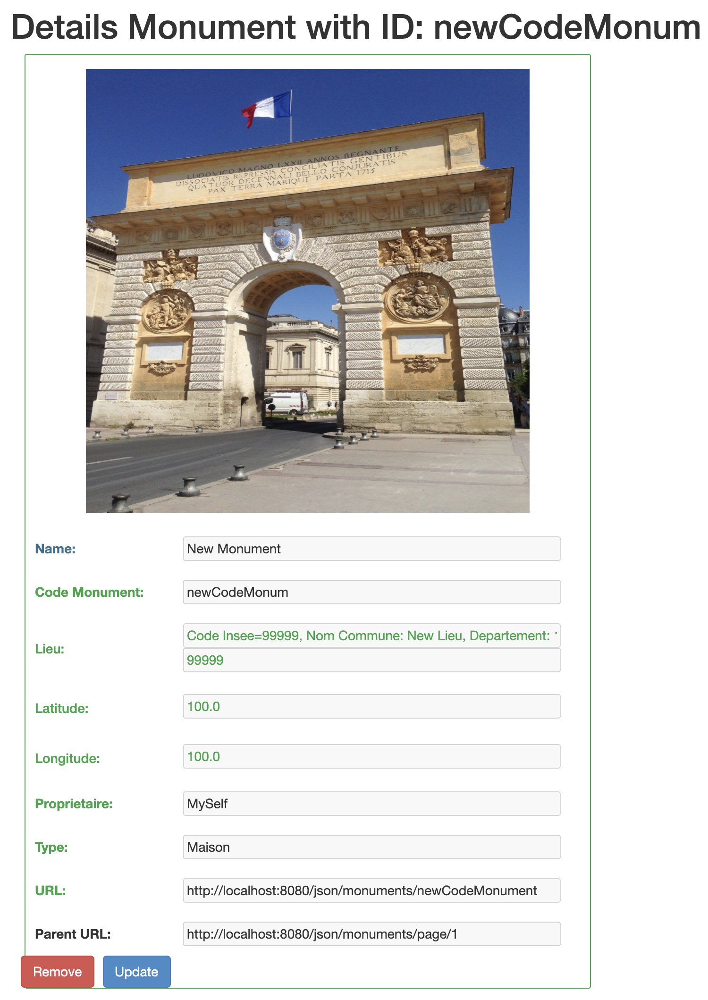 Details Monument with ID: newCodeMonum
LUDOVICO MAGNO LXXII ANNOS REGNANTE
DISSOCIATIS REPRESSIS CONCILIATIS GENTIBUS
QUATUOR DECENNALI BELLO CONJURATIS
PAX TERRA MARIQUE PARTA 1715
Name: New Monument
Code Monument: newCodeMonum
Lieu: Code Insee=99999, Nom Commune: New Lieu, Departement:
99999
Latitude: 100.0
Longitude: 100.0
Proprietaire: MySelf
Type: Maison
URL: http://localhost:8080/json/monuments/newCodeMonument
Parent URL: http://localhost:8080/json/monuments/page/1
Remove Update